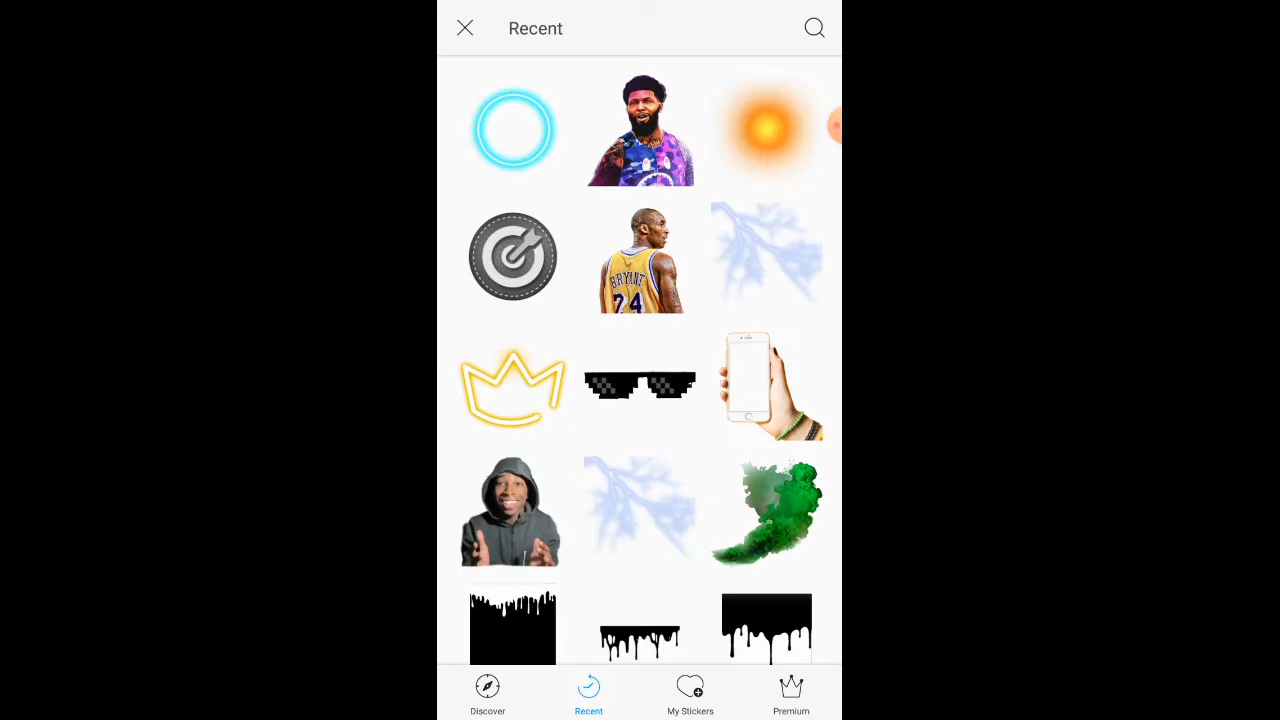 Recent
BRYANT
24
Discover
Recent
My Stickers
Premium